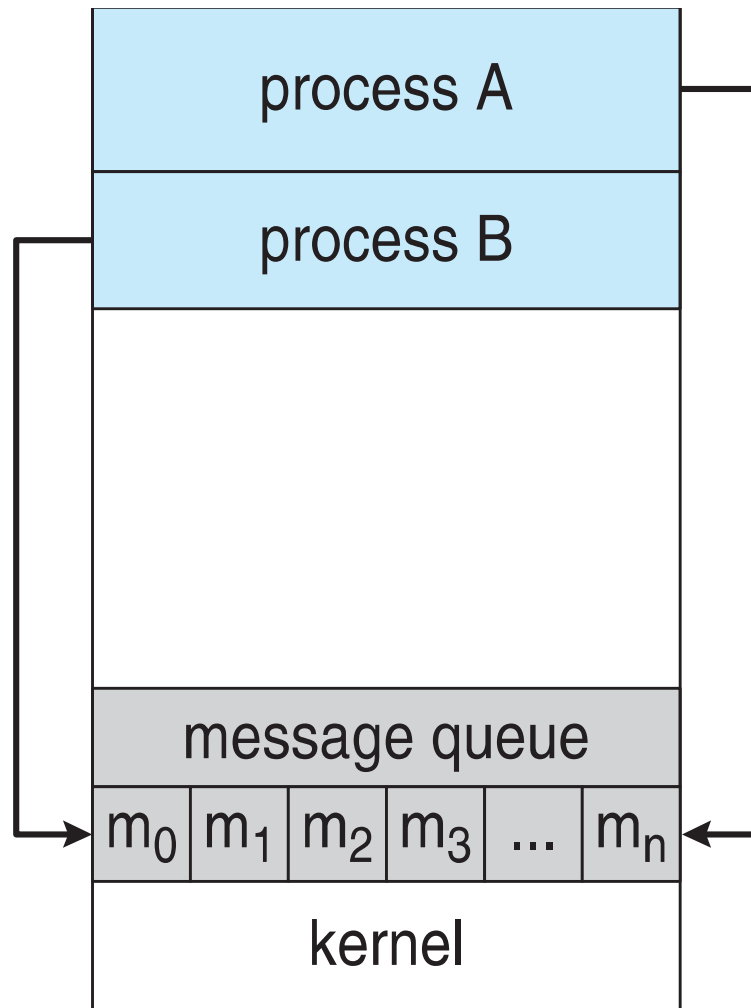 process A
process B
message queue
m₀ m₁ m₂ m₃ ... mₙ
kernel